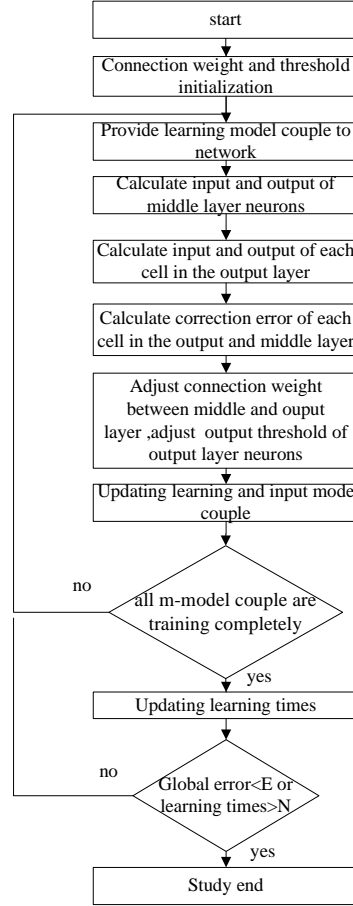 start
Connection weight and threshold
initialization
Provide learning model couple to
network
Calculate input and output of
middle layer neurons
Calculate input and output of each
cell in the output layer
Calculate correction error of each
cell in the output and middle layer
Adjust connection weight
between middle and ouput
layer ,adjust output threshold of
output layer neurons
Updating learning and input model
couple
no
all m-model couple are
training completely
yes
Updating learning times
no
Global error<E or
learning times>N
yes
Study end